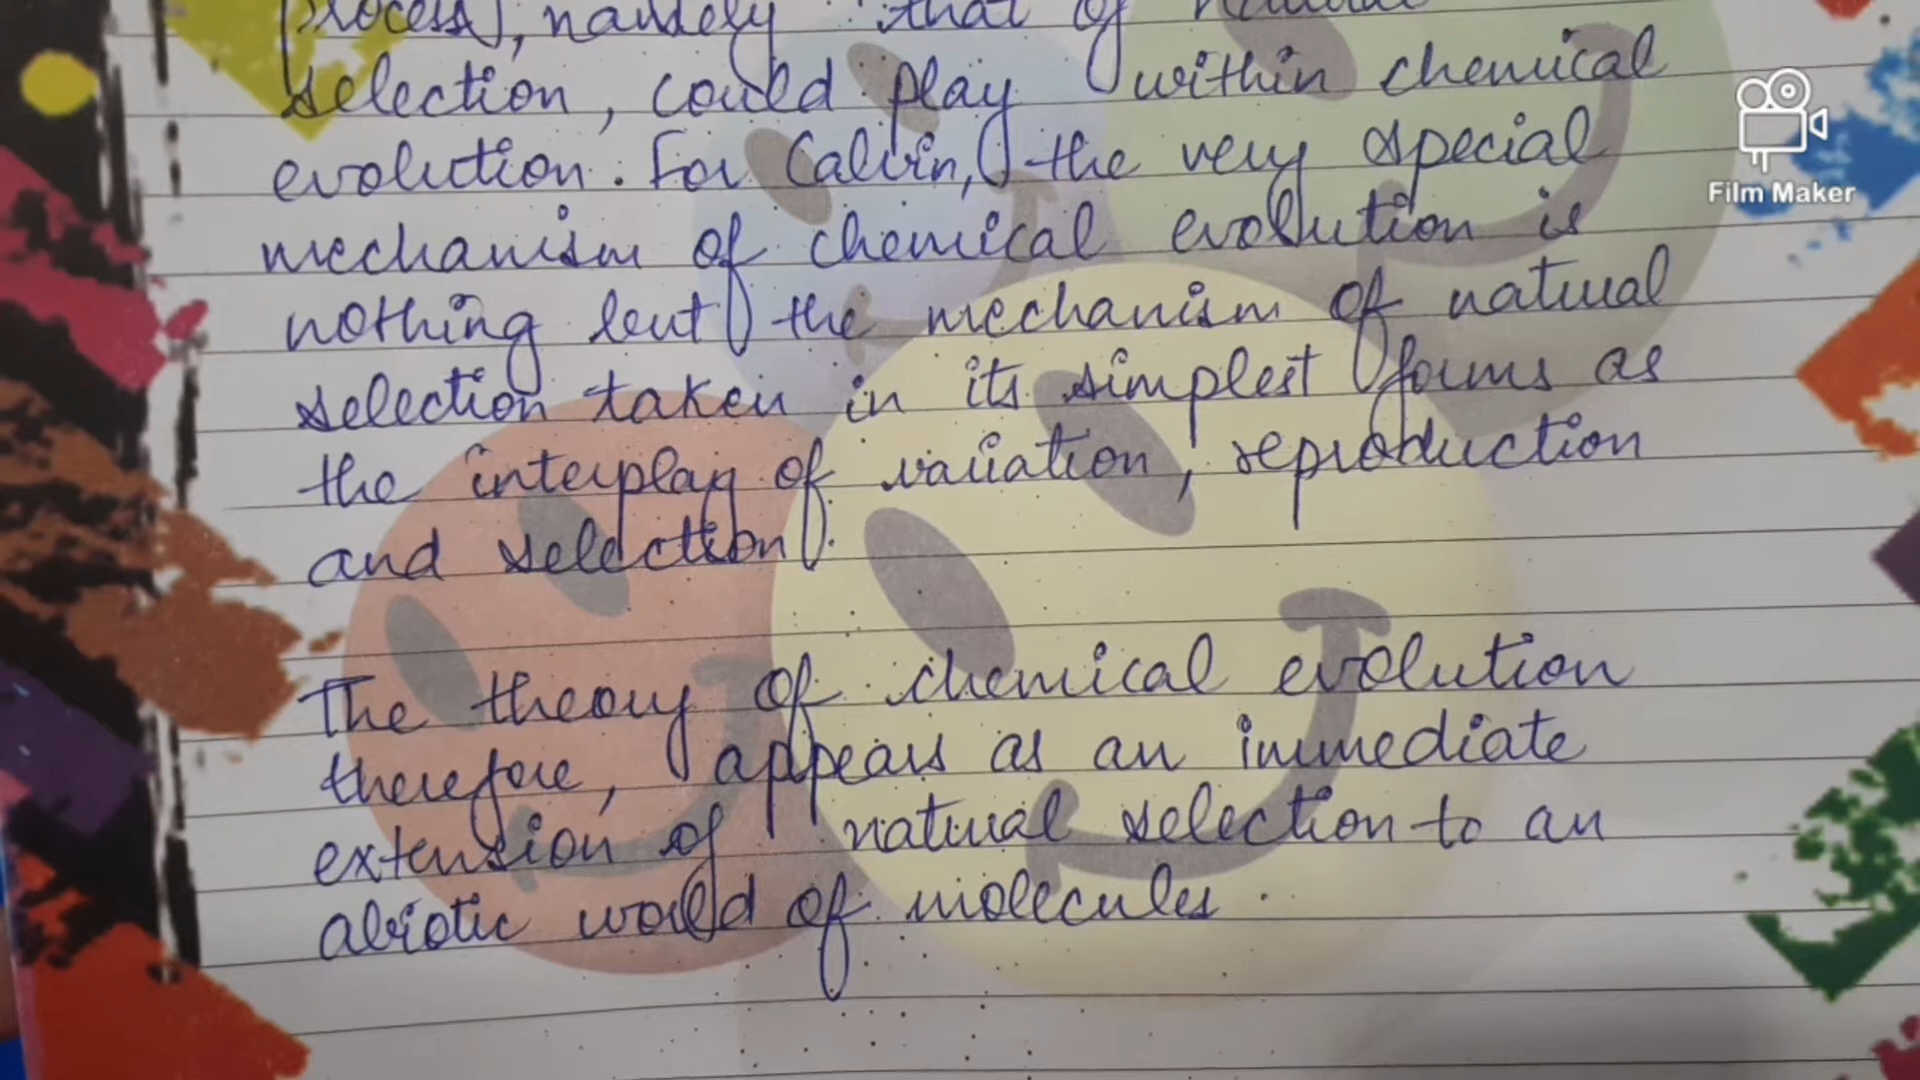 process, namely that of natural
selection, could play within chemical
evolution. For Calvin, the very special
mechanism of chemical evolution is
nothing but the mechanism of natural
selection taken in its simplest forms as
the interplay of variation, reproduction
and selection.
The theory of chemical evolution
therefore, appears as an immediate
extension of natural selection to an
abiotic world of molecules.
Film Maker